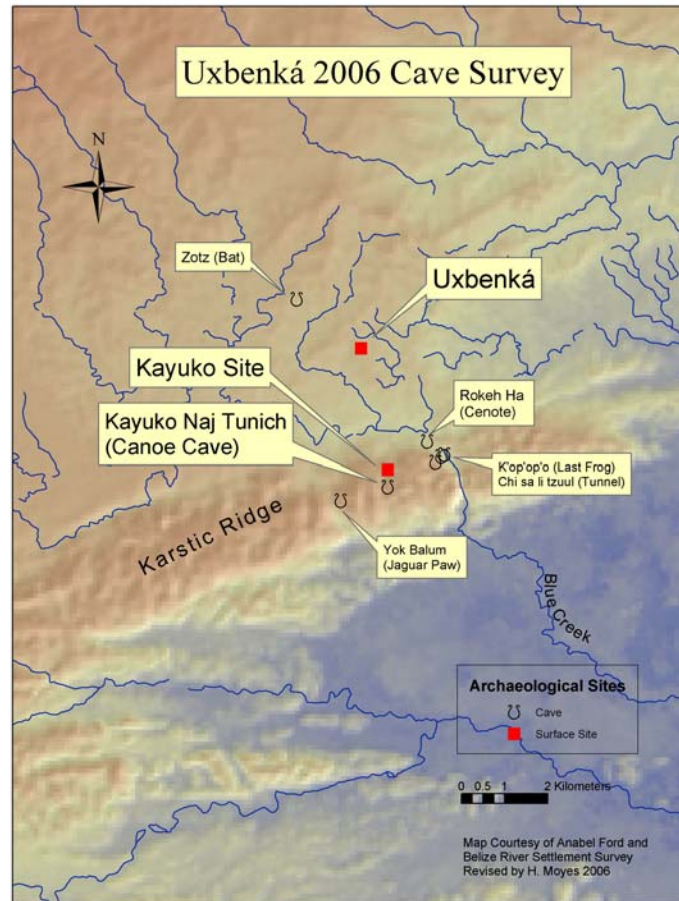 Uxbenká 2006 Cave Survey
N
Zotz (Bat)
Uxbenká
Kayuko Site
Kayuko Naj Tunich
(Canoe Cave)
Rokeh Ha
(Cenote)
K'op'op'o (Last Frog)
Chi sa li tzuul (Tunnel)
Karstic Ridge
Yok Balum
(Jaguar Paw)
Blue Creek
Archaeological Sites
Cave
Surface Site
0 0.5 1 2 Kilometers
Map Courtesy of Anabel Ford and
Belize River Settlement Survey
Revised by H. Moyes 2006